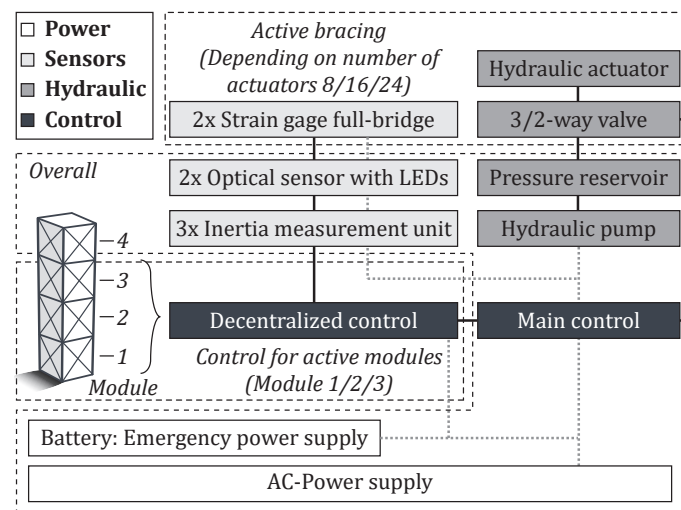 Power
Sensors
Hydraulic
Control
Active bracing
(Depending on number of
actuators 8/16/24)
Hydraulic actuator
2x Strain gage full-bridge
3/2-way valve
Overall
2x Optical sensor with LEDs
Pressure reservoir
3x Inertia measurement unit
Hydraulic pump
4
3
2
1
Module
Decentralized control
Main control
Control for active modules
(Module 1/2/3)
Battery: Emergency power supply
AC-Power supply